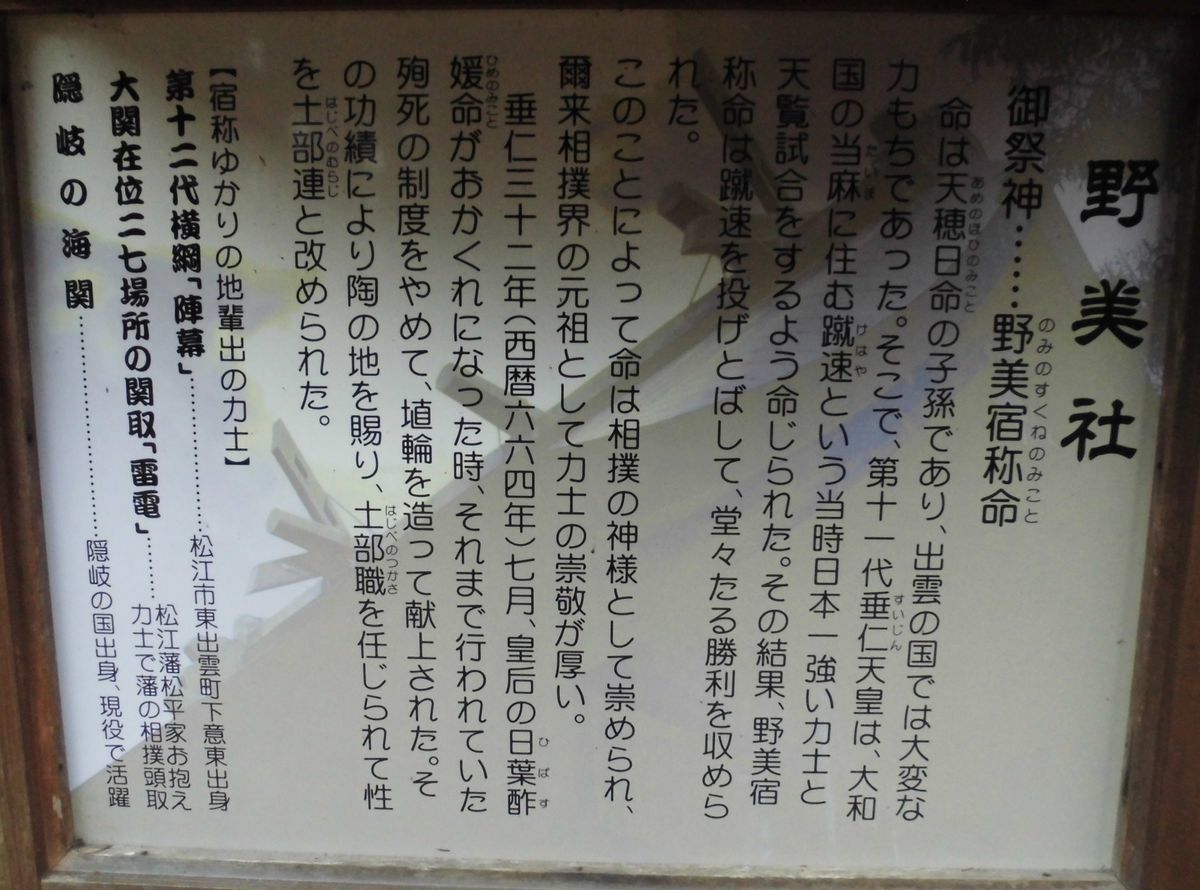 野美社
御祭神……野美宿称命
命は天穂日命の子孫であり、出雲の国では大変な
力もちであった。そこで、第十一代垂仁天皇は、大和
国の当麻に住む蹴速という当時日本一強い力士と
天覧試合をするよう命じられた。その結果、野美宿
称命は蹴速を投げとばして、堂々たる勝利を収めら
れた。
このことによって命は相撲の神様として崇められ、
爾来相撲界の元祖として力士の崇敬が厚い。
垂仁三十二年(西暦六六四年)七月、皇后の日葉酢
媛命がおかくれになった時、それまで行われていた
殉死の制度をやめて、埴輪を造って献上された。そ
の功績により陶の地を賜り、土部職を任じられて性
を土部連と改められた。
【宿称ゆかりの地輩出の力士】
第十二代横綱「陣幕」……松江市東出雲町下意東出身
大関在位二七場所の関取「雷電」……松江藩松平家お抱え
力士で藩の相撲頭取
隠岐の海関……隠岐の国出身、現役で活躍